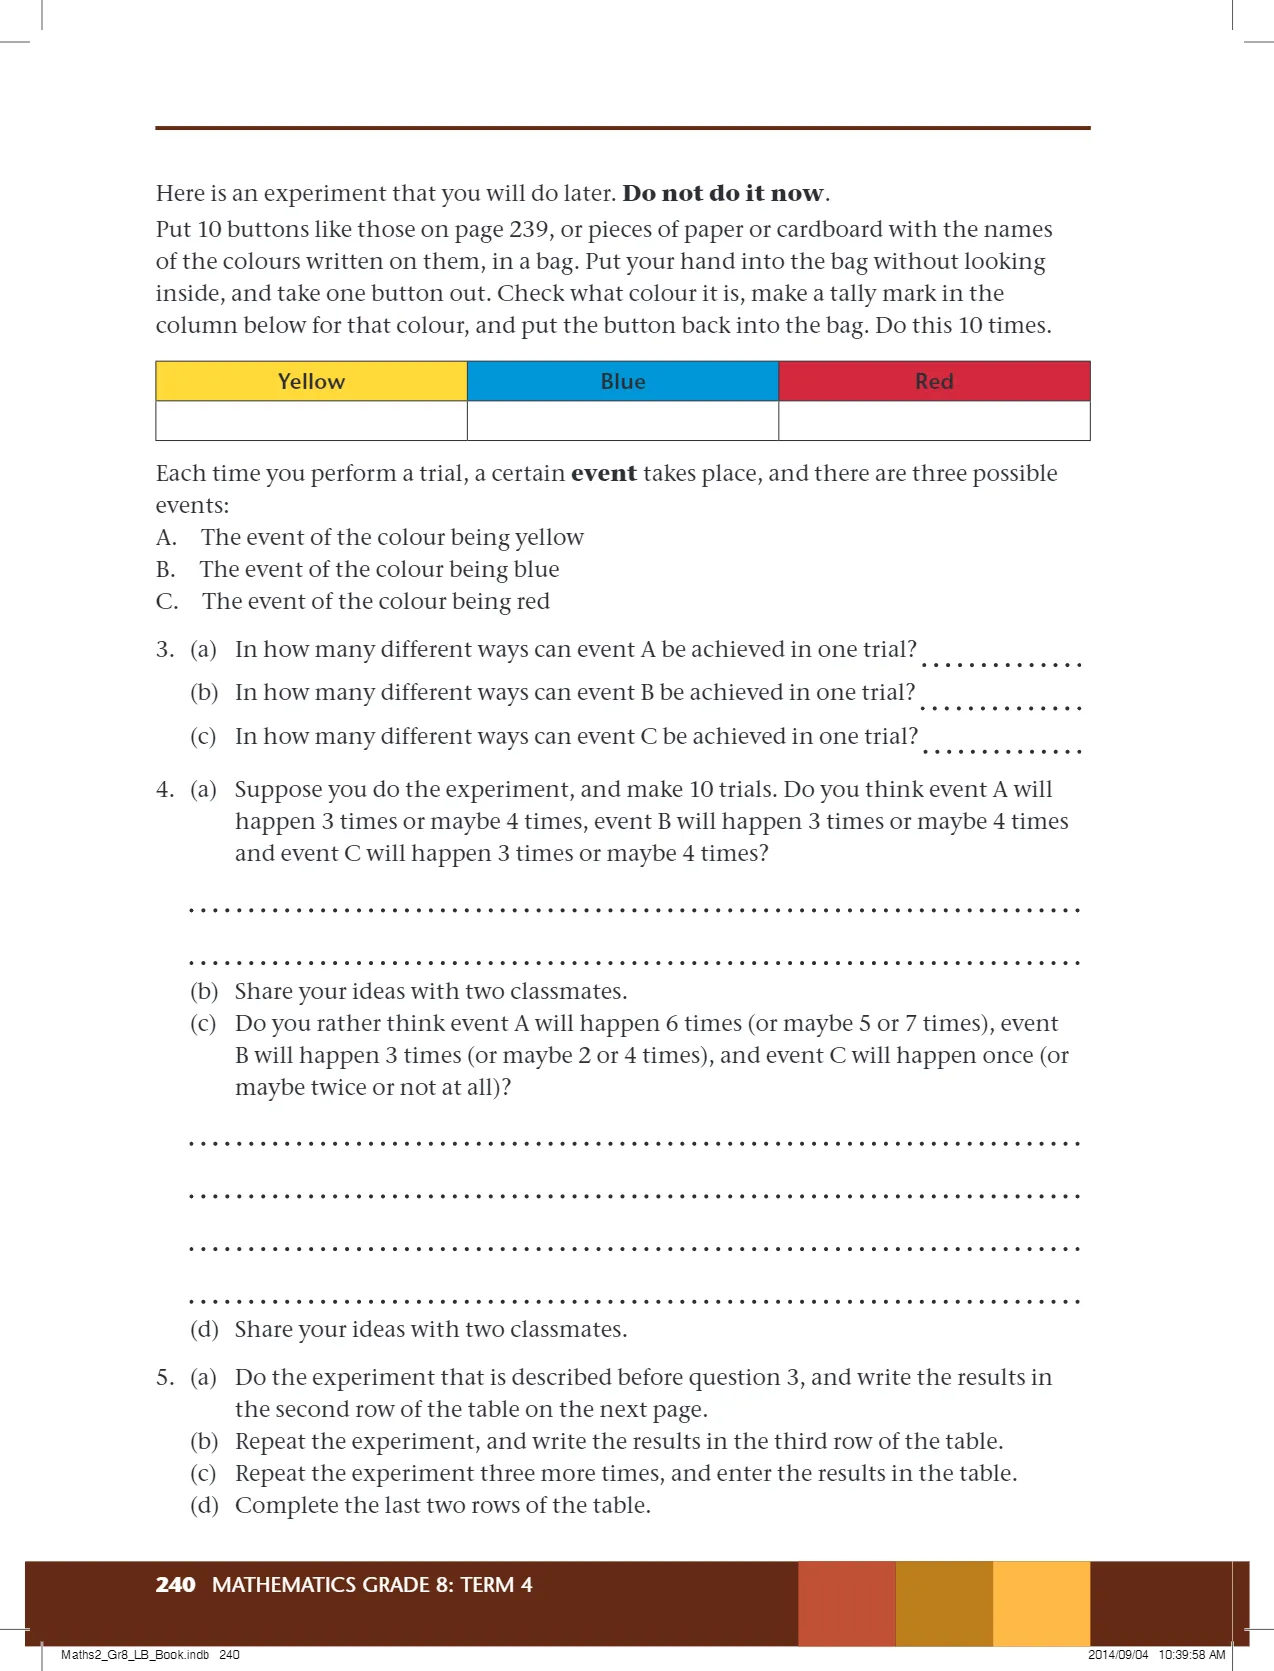 Here is an experiment that you will do later. Do not do it now.
Put 10 buttons like those on page 239, or pieces of paper or cardboard with the names
of the colours written on them, in a bag. Put your hand into the bag without looking
inside, and take one button out. Check what colour it is, make a tally mark in the
column below for that colour, and put the button back into the bag. Do this 10 times.
Yellow Blue Red
Each time you perform a trial, a certain event takes place, and there are three possible
events:
A. The event of the colour being yellow
B. The event of the colour being blue
C. The event of the colour being red
3. (a) In how many different ways can event A be achieved in one trial? ..............
(b) In how many different ways can event B be achieved in one trial? ..............
(c) In how many different ways can event C be achieved in one trial? ..............
4. (a) Suppose you do the experiment, and make 10 trials. Do you think event A will
happen 3 times or maybe 4 times, event B will happen 3 times or maybe 4 times
and event C will happen 3 times or maybe 4 times?
(b) Share your ideas with two classmates.
(c) Do you rather think event A will happen 6 times (or maybe 5 or 7 times), event
B will happen 3 times (or maybe 2 or 4 times), and event C will happen once (or
maybe twice or not at all)?
(d) Share your ideas with two classmates.
5. (a) Do the experiment that is described before question 3, and write the results in
the second row of the table on the next page.
(b) Repeat the experiment, and write the results in the third row of the table.
(c) Repeat the experiment three more times, and enter the results in the table.
(d) Complete the last two rows of the table.
240 MATHEMATICS GRADE 8: TERM 4
Maths2_Gr8_LB_Book.indb 240 2014/09/04 10:39:58 AM